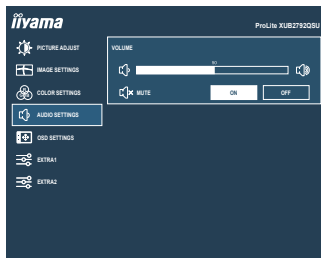 iiyama
ProLite XUB2792QSU
PICTURE ADJUST
VOLUME
50
IMAGE SETTINGS
COLOR SETTINGS
MUTE
ON
OFF
AUDIO SETTINGS
OSD SETTINGS
EXTRA1
EXTRA2